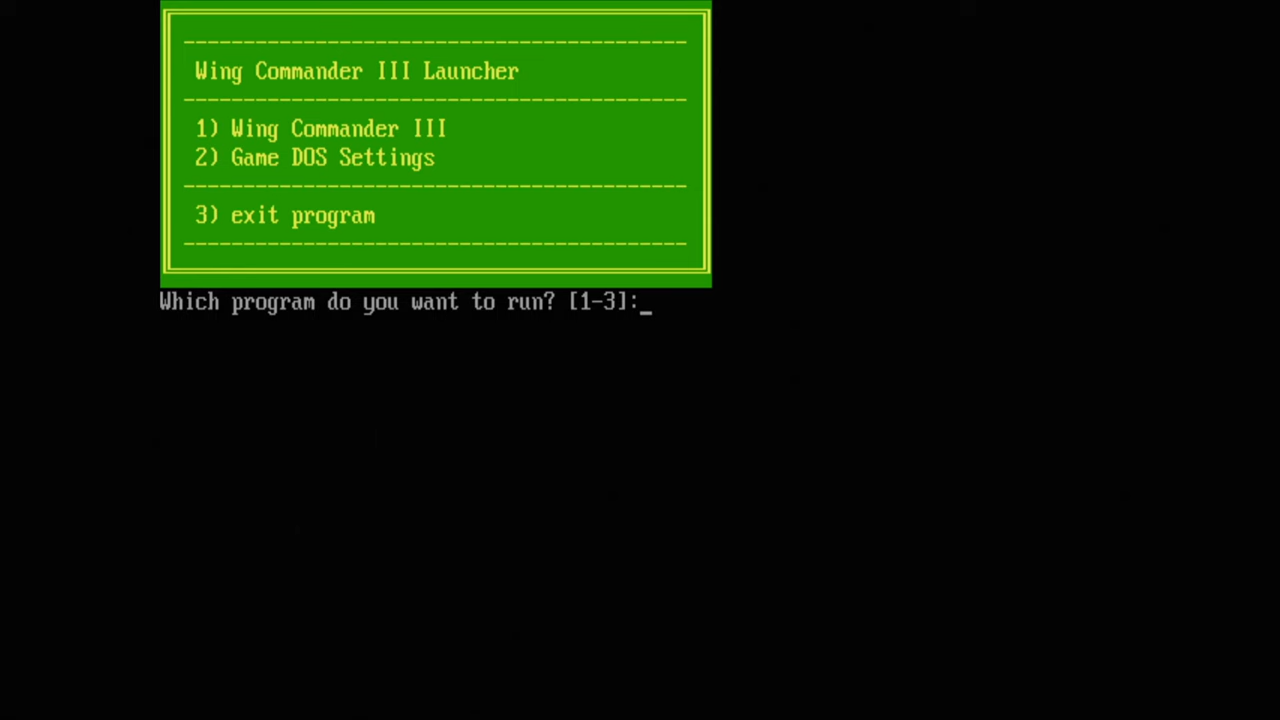 Wing Commander III Launcher
1) Wing Commander III
2) Game DOS Settings
3) exit program
Which program do you want to run? [1-3]:_